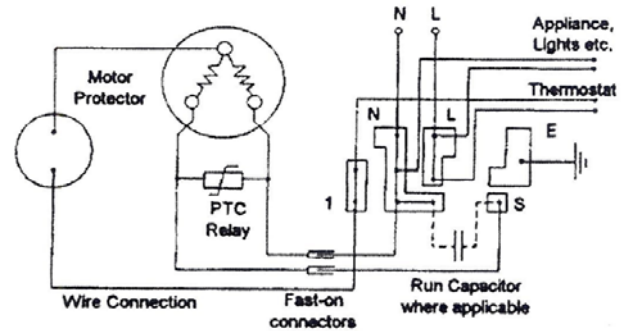 N L
Appliance,
Lights etc.
Motor
Protector
Thermostat
N L E
1
PTC
Relay
S
Run Capacitor
where applicable
Wire Connection
Fast-on
connectors